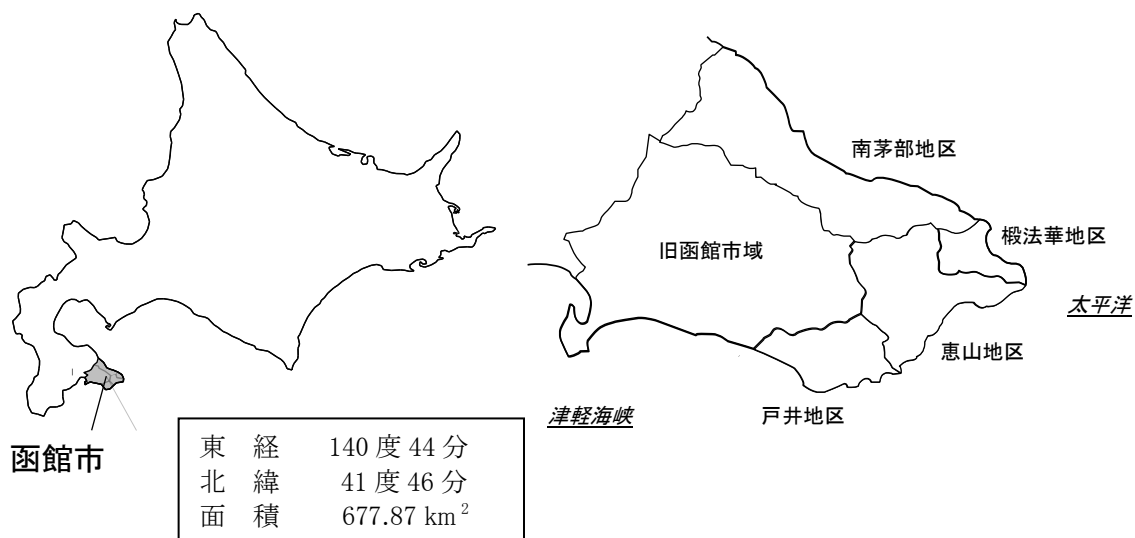 南茅部地区
椴法華地区
旧函館市域
太平洋
恵山地区
津軽海峡
戸井地区
函館市
東　経　140 度 44 分
北　緯　41 度 46 分
面　積　677.87 km²